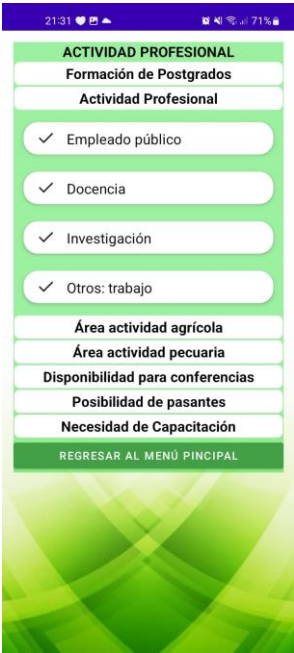 21:31 71%
ACTIVIDAD PROFESIONAL
Formación de Postgrados
Actividad Profesional
Empleado público
Docencia
Investigación
Otros: trabajo
Área actividad agrícola
Área actividad pecuaria
Disponibilidad para conferencias
Posibilidad de pasantes
Necesidad de Capacitación
REGRESAR AL MENÚ PINCIPAL